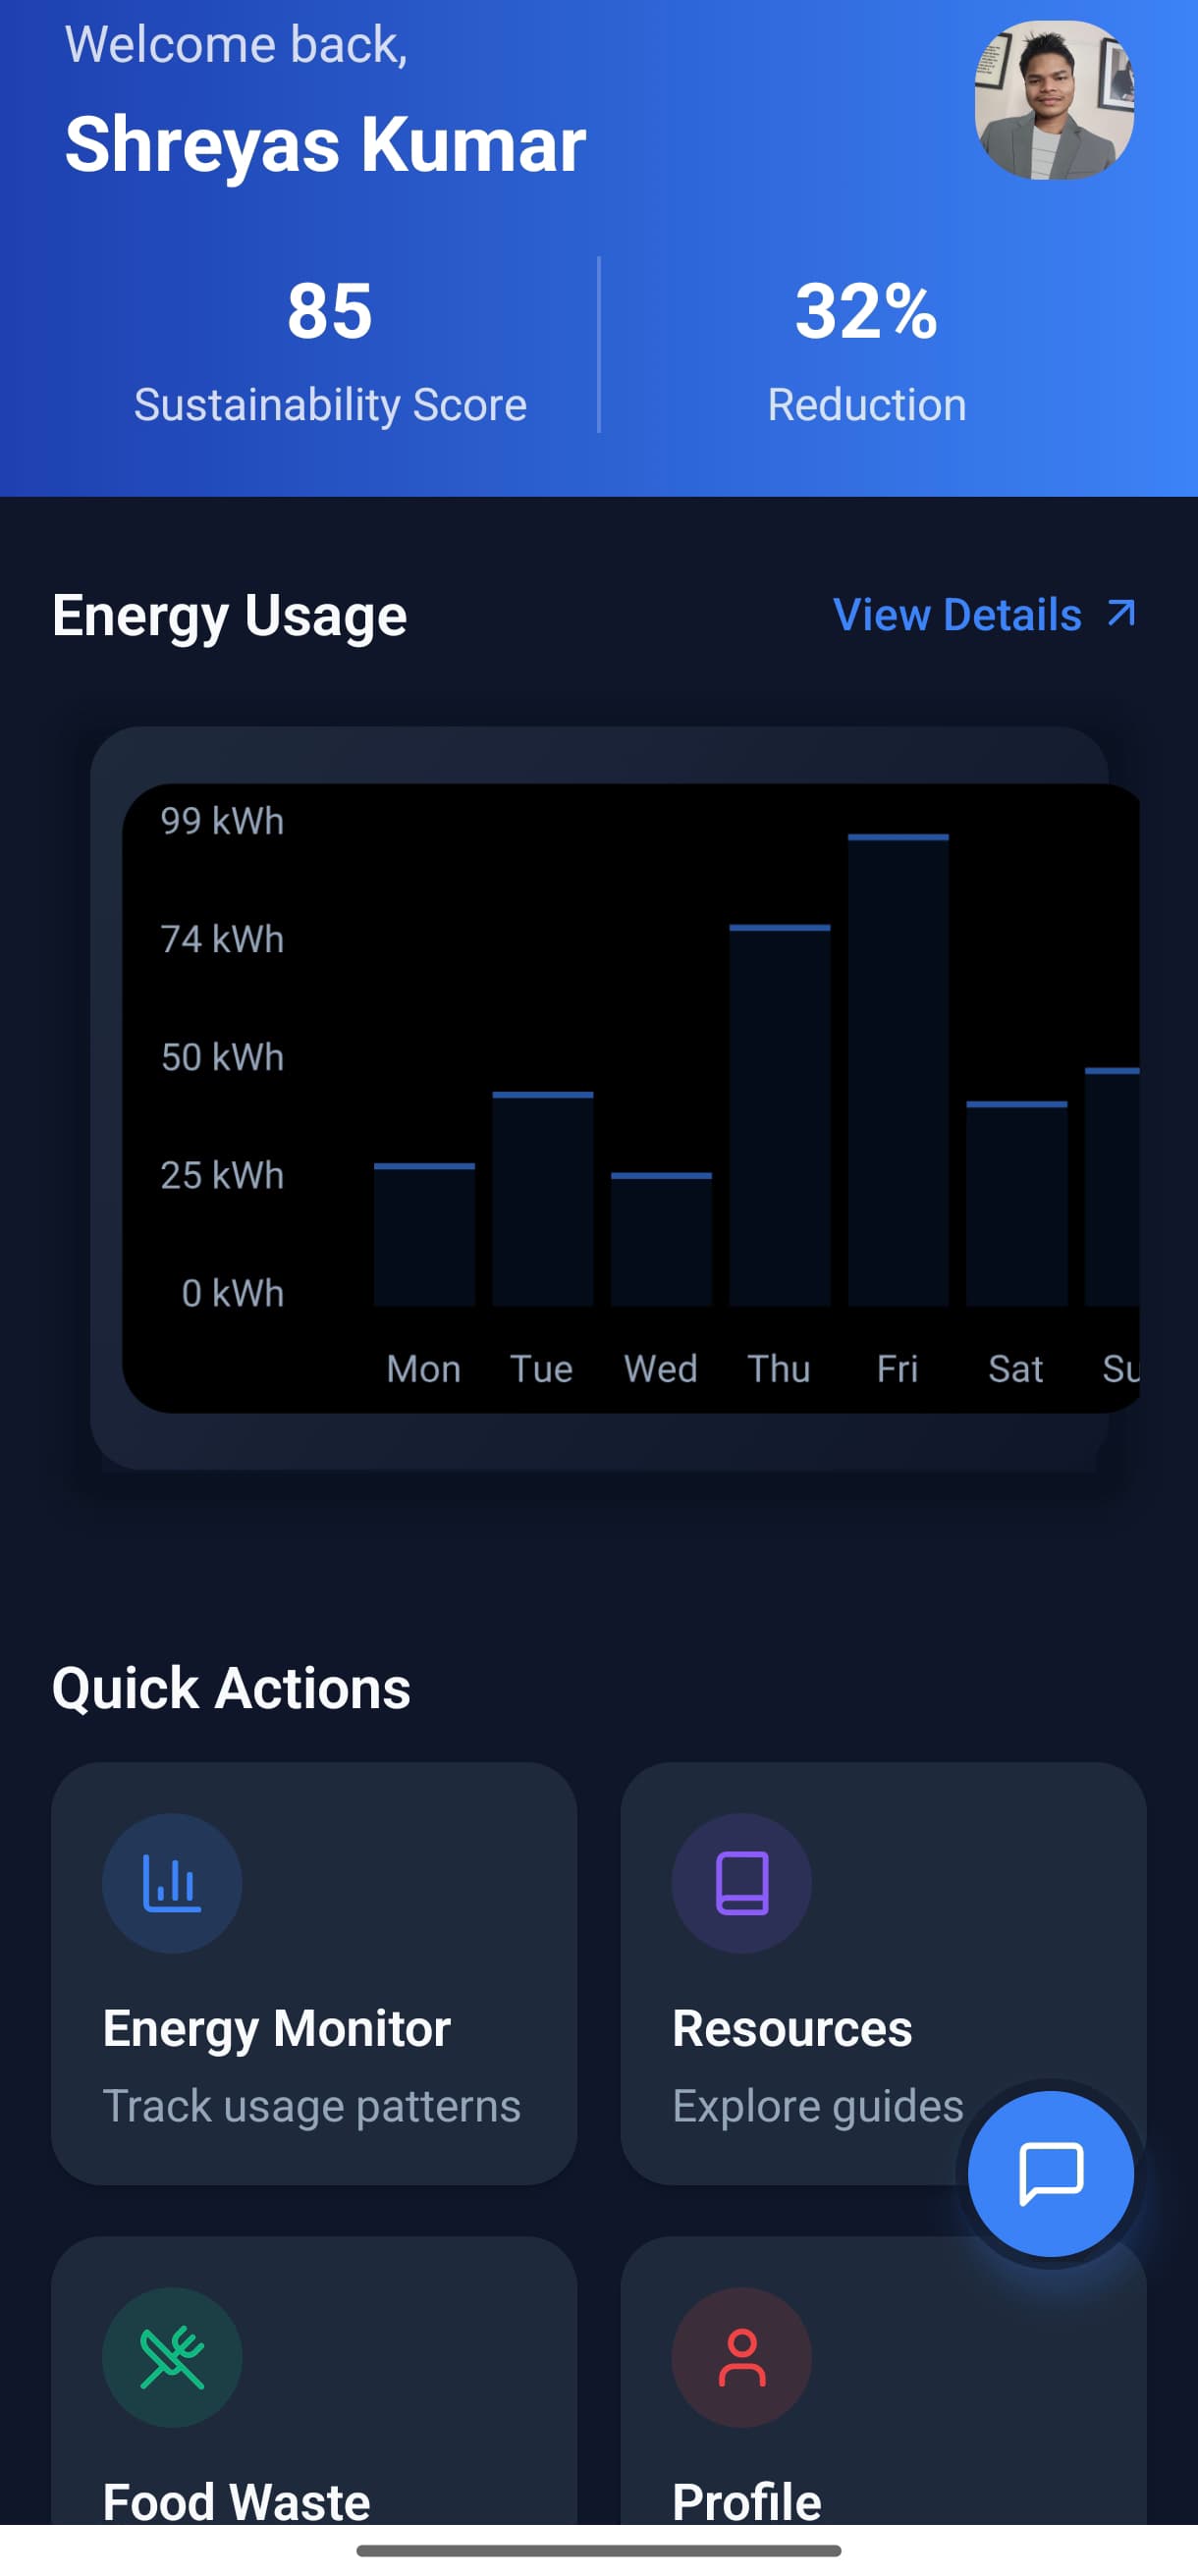 Welcome back,
Shreyas Kumar
85
32%
Sustainability Score
Reduction
Energy Usage
View Details
99 kWh
74 kWh
50 kWh
25 kWh
0 kWh
Mon Tue Wed Thu Fri Sat Su
Quick Actions
Energy Monitor
Track usage patterns
Resources
Explore guides
Food Waste
Profile